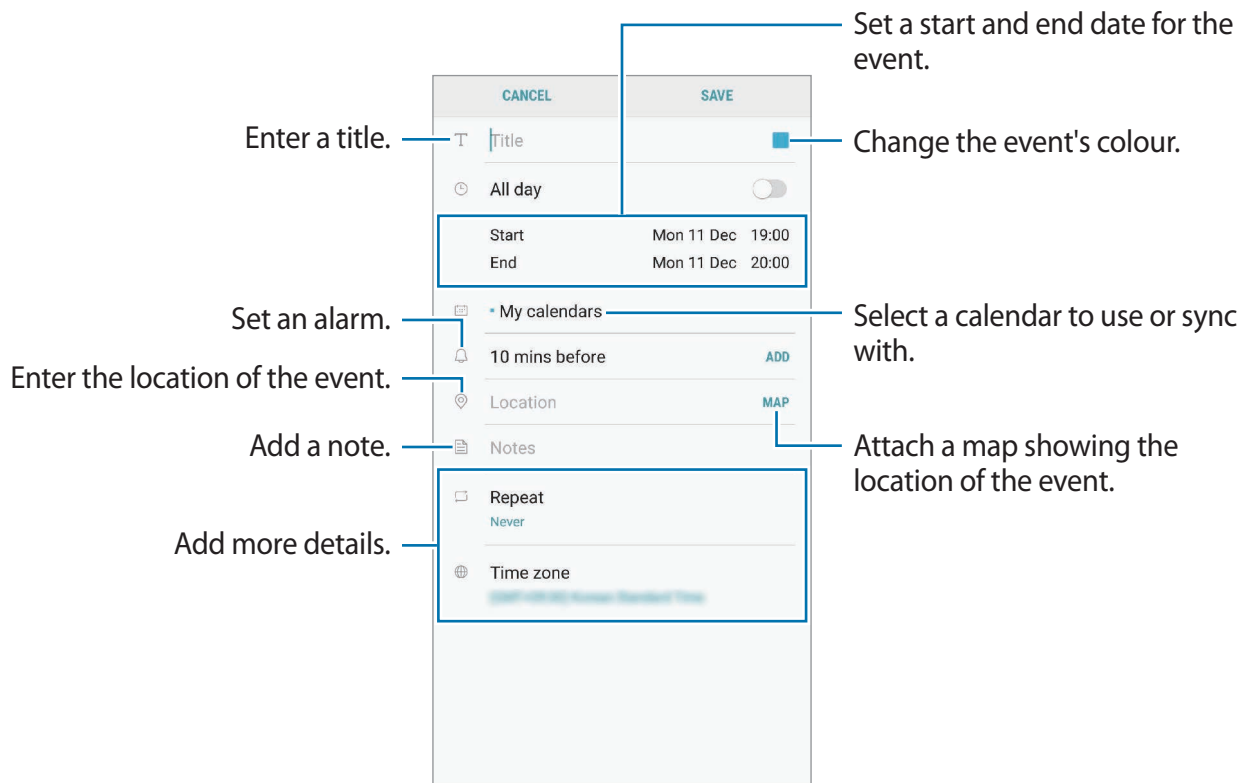 Set a start and end date for the
event.
CANCEL
SAVE
Enter a title.
T
Title
Change the event's colour.
All day
Start
Mon 11 Dec
19:00
End
Mon 11 Dec
20:00
Set an alarm.
My calendars
Select a calendar to use or sync
with.
10 mins before
ADD
Enter the location of the event.
Location
MAP
Add a note.
Notes
Attach a map showing the
location of the event.
Repeat
Never
Add more details.
Time zone